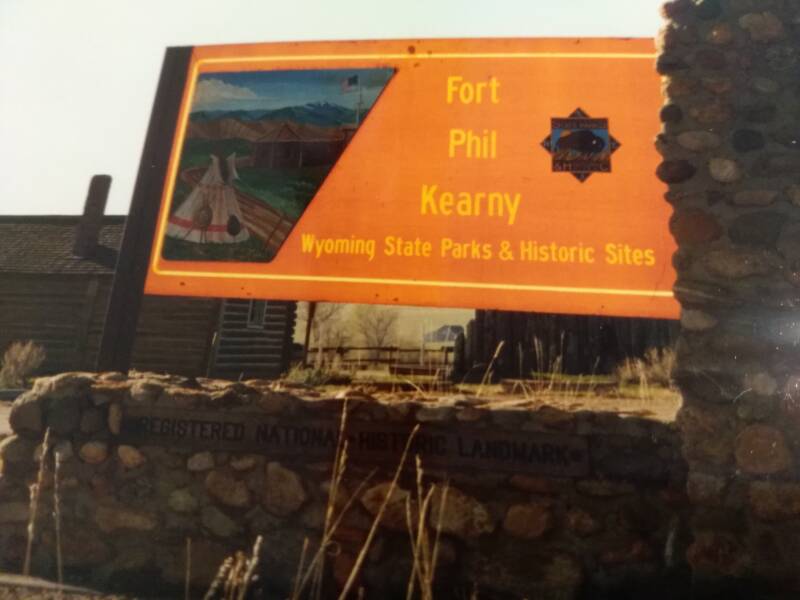 Fort
Phil
Kearny
Wyoming State Parks & Historic Sites
REGISTERED NATIONAL HISTORIC LANDMARK